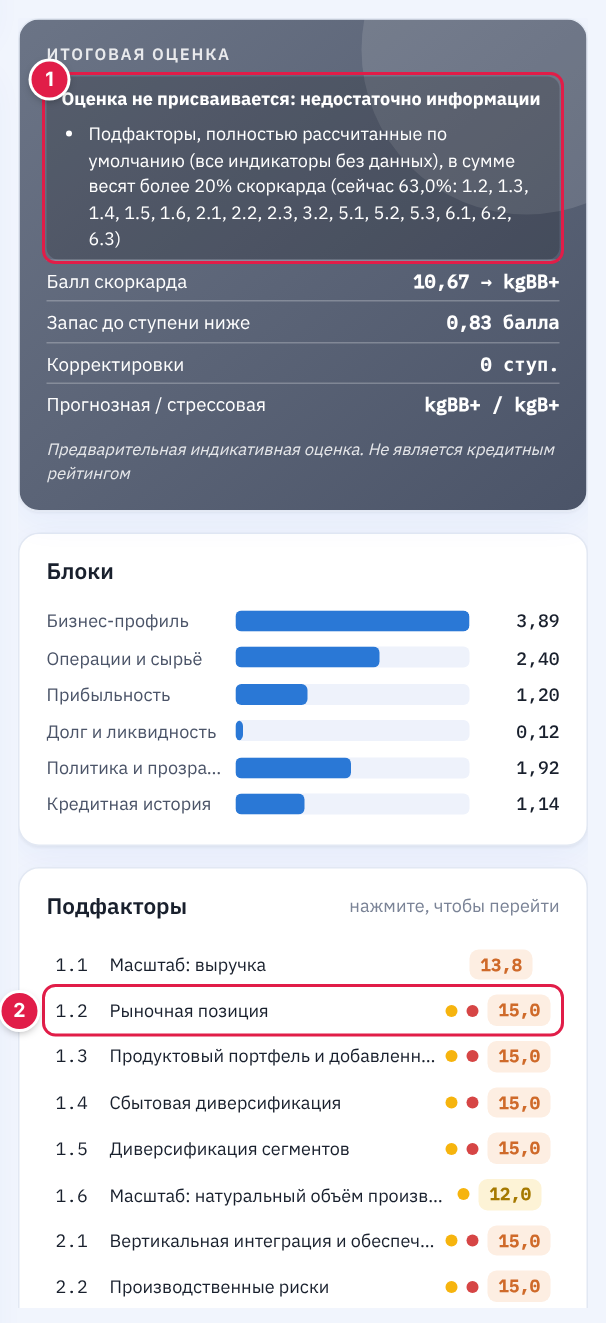 ИТОГОВАЯ ОЦЕНКА
1
Оценка не присваивается: недостаточно информации
• Подфакторы, полностью рассчитанные по
умолчанию (все индикаторы без данных), в сумме
весят более 20% скоркарда (сейчас 63,0%: 1.2, 1.3,
1.4, 1.5, 1.6, 2.1, 2.2, 2.3, 3.2, 5.1, 5.2, 5.3, 6.1, 6.2,
6.3)
Балл скоркарда 10,67 → kgBB+
Запас до ступени ниже 0,83 балла
Корректировки 0 ступ.
Прогнозная / стрессовая kgBB+ / kgB+
Предварительная индикативная оценка. Не является кредитным
рейтингом
Блоки
Бизнес-профиль 3,89
Операции и сырьё 2,40
Прибыльность 1,20
Долг и ликвидность 0,12
Политика и прозра... 1,92
Кредитная история 1,14
Подфакторы нажмите, чтобы перейти
1.1 Масштаб: выручка 13,8
2
1.2 Рыночная позиция 15,0
1.3 Продуктовый портфель и добавленн... 15,0
1.4 Сбытовая диверсификация 15,0
1.5 Диверсификация сегментов 15,0
1.6 Масштаб: натуральный объём произв... 12,0
2.1 Вертикальная интеграция и обеспеч... 15,0
2.2 Производственные риски 15,0